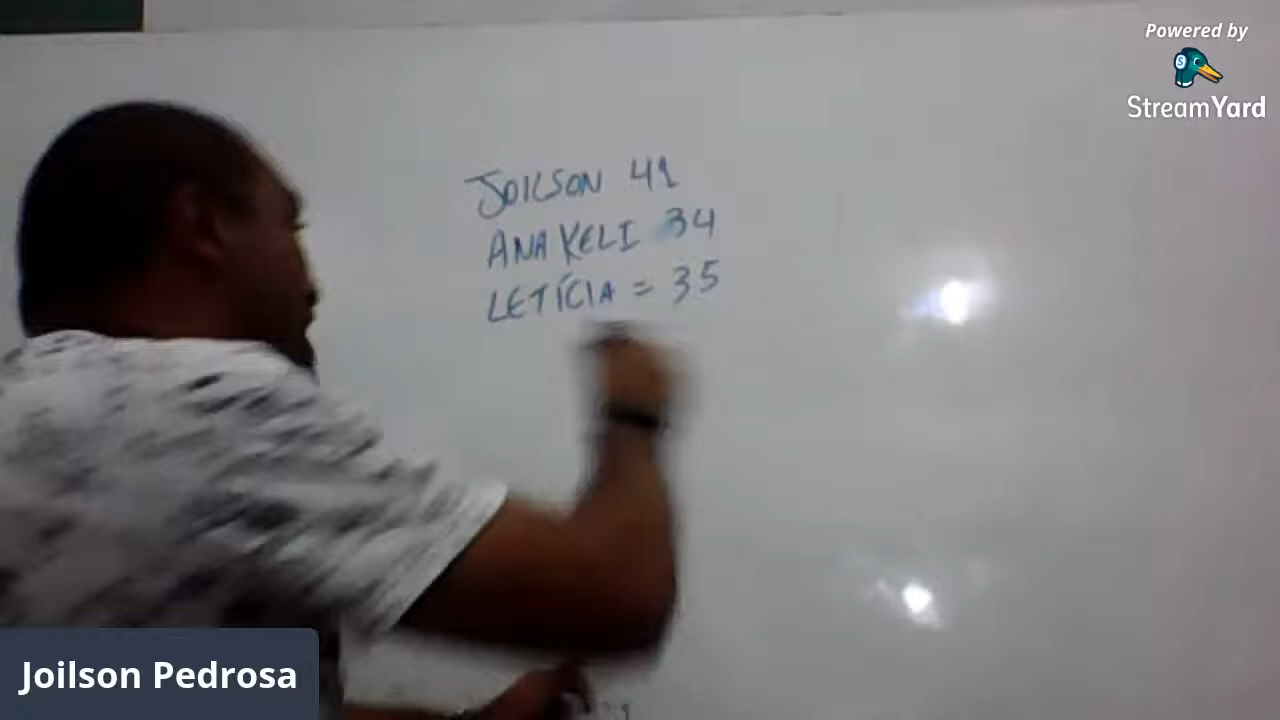 Powered by
StreamYard
JOILSON 41
ANA KELI 34
LETÍCIA = 35
Joilson Pedrosa